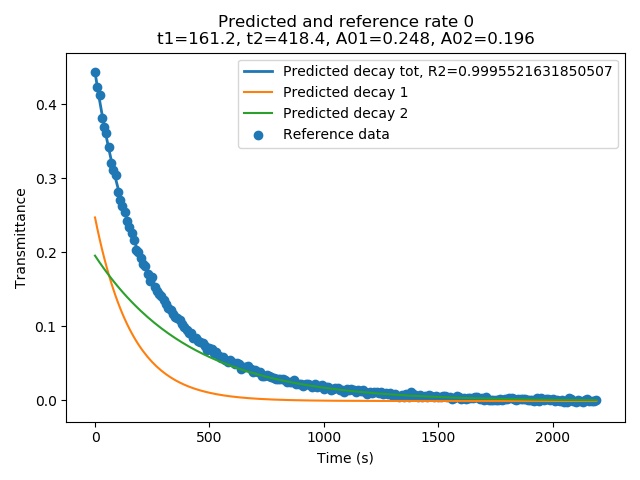 Predicted and reference rate 0
t1=161.2, t2=418.4, A01=0.248, A02=0.196
Predicted decay tot, R2=0.9995521631850507
Predicted decay 1
Predicted decay 2
Reference data
Transmittance
0.4
0.3
0.2
0.1
0.0
0 500 1000 1500 2000
Time (s)